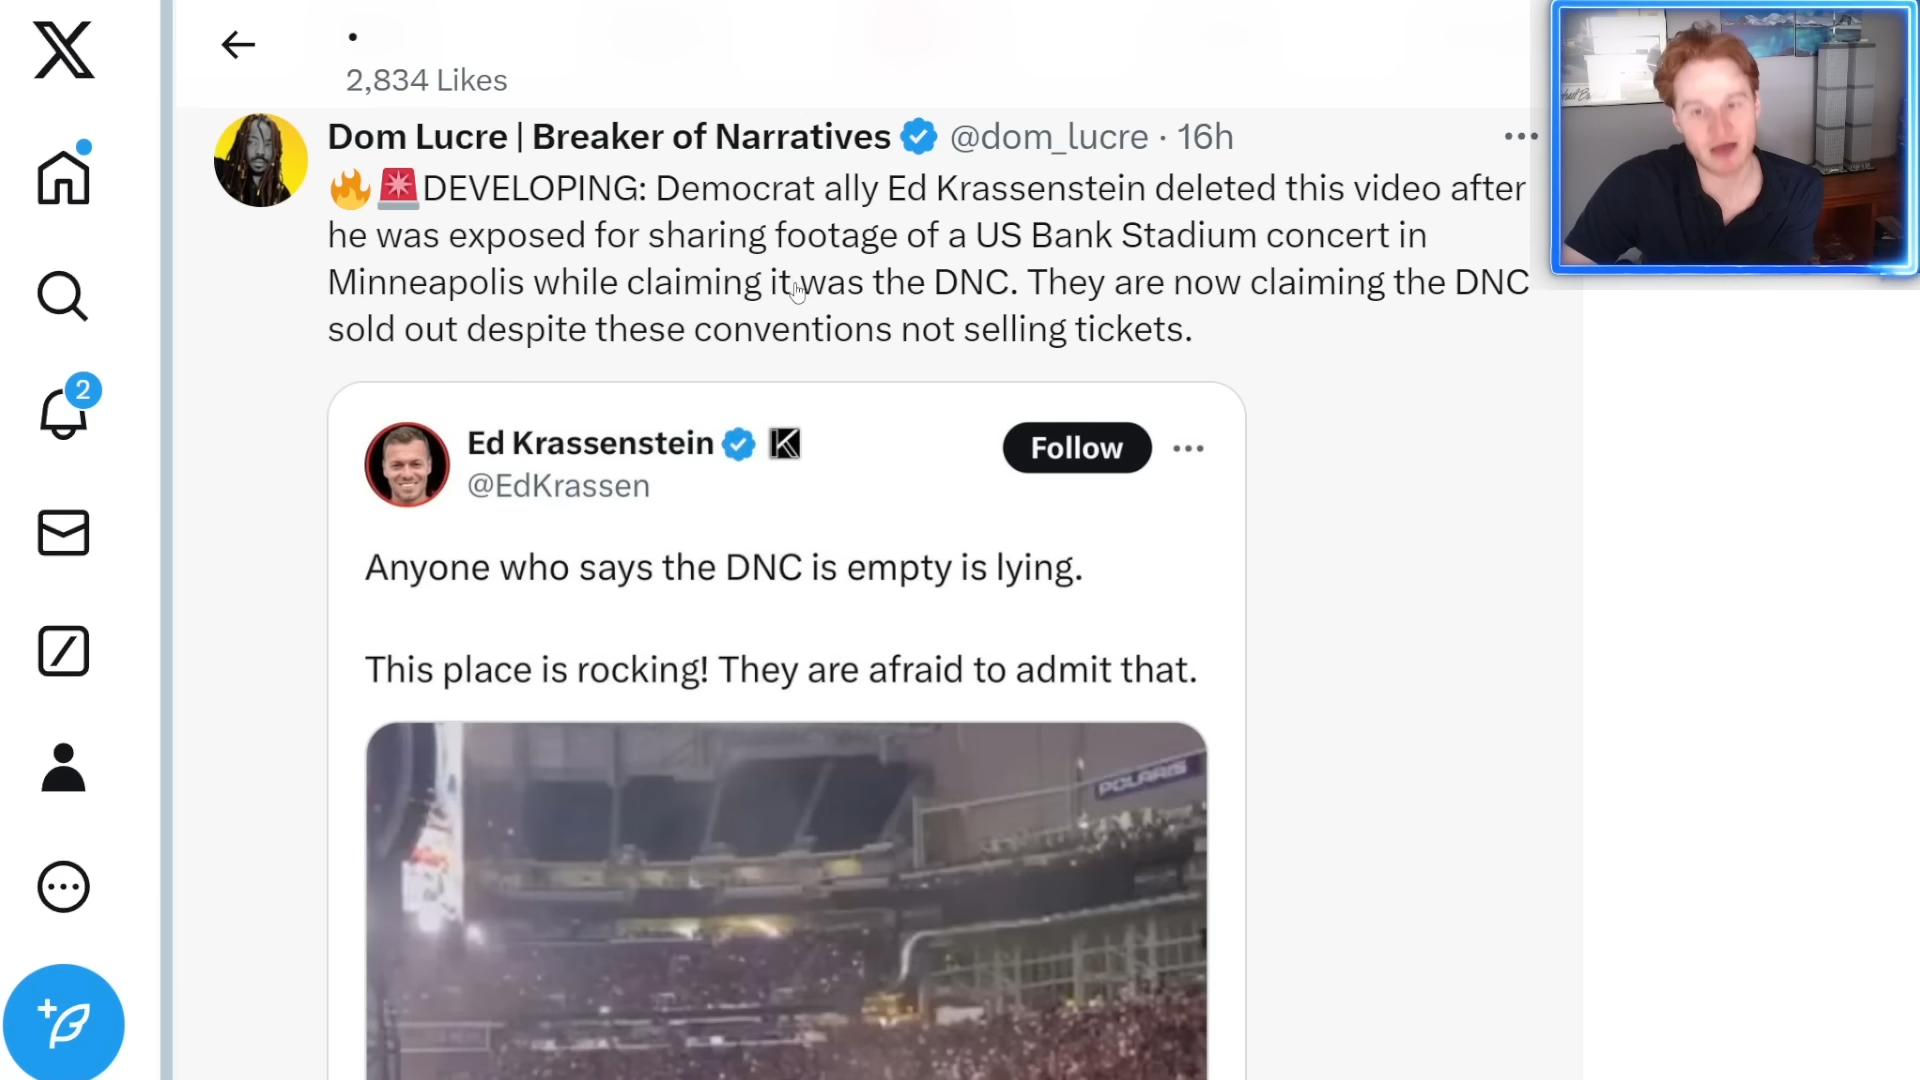 2,834 Likes
Dom Lucre | Breaker of Narratives @dom_lucre · 16h
🔥🚨DEVELOPING: Democrat ally Ed Krassenstein deleted this video after
he was exposed for sharing footage of a US Bank Stadium concert in
Minneapolis while claiming it was the DNC. They are now claiming the DNC
sold out despite these conventions not selling tickets.
2
Ed Krassenstein
@EdKrassen
Follow
Anyone who says the DNC is empty is lying.
This place is rocking! They are afraid to admit that.
POLARIS